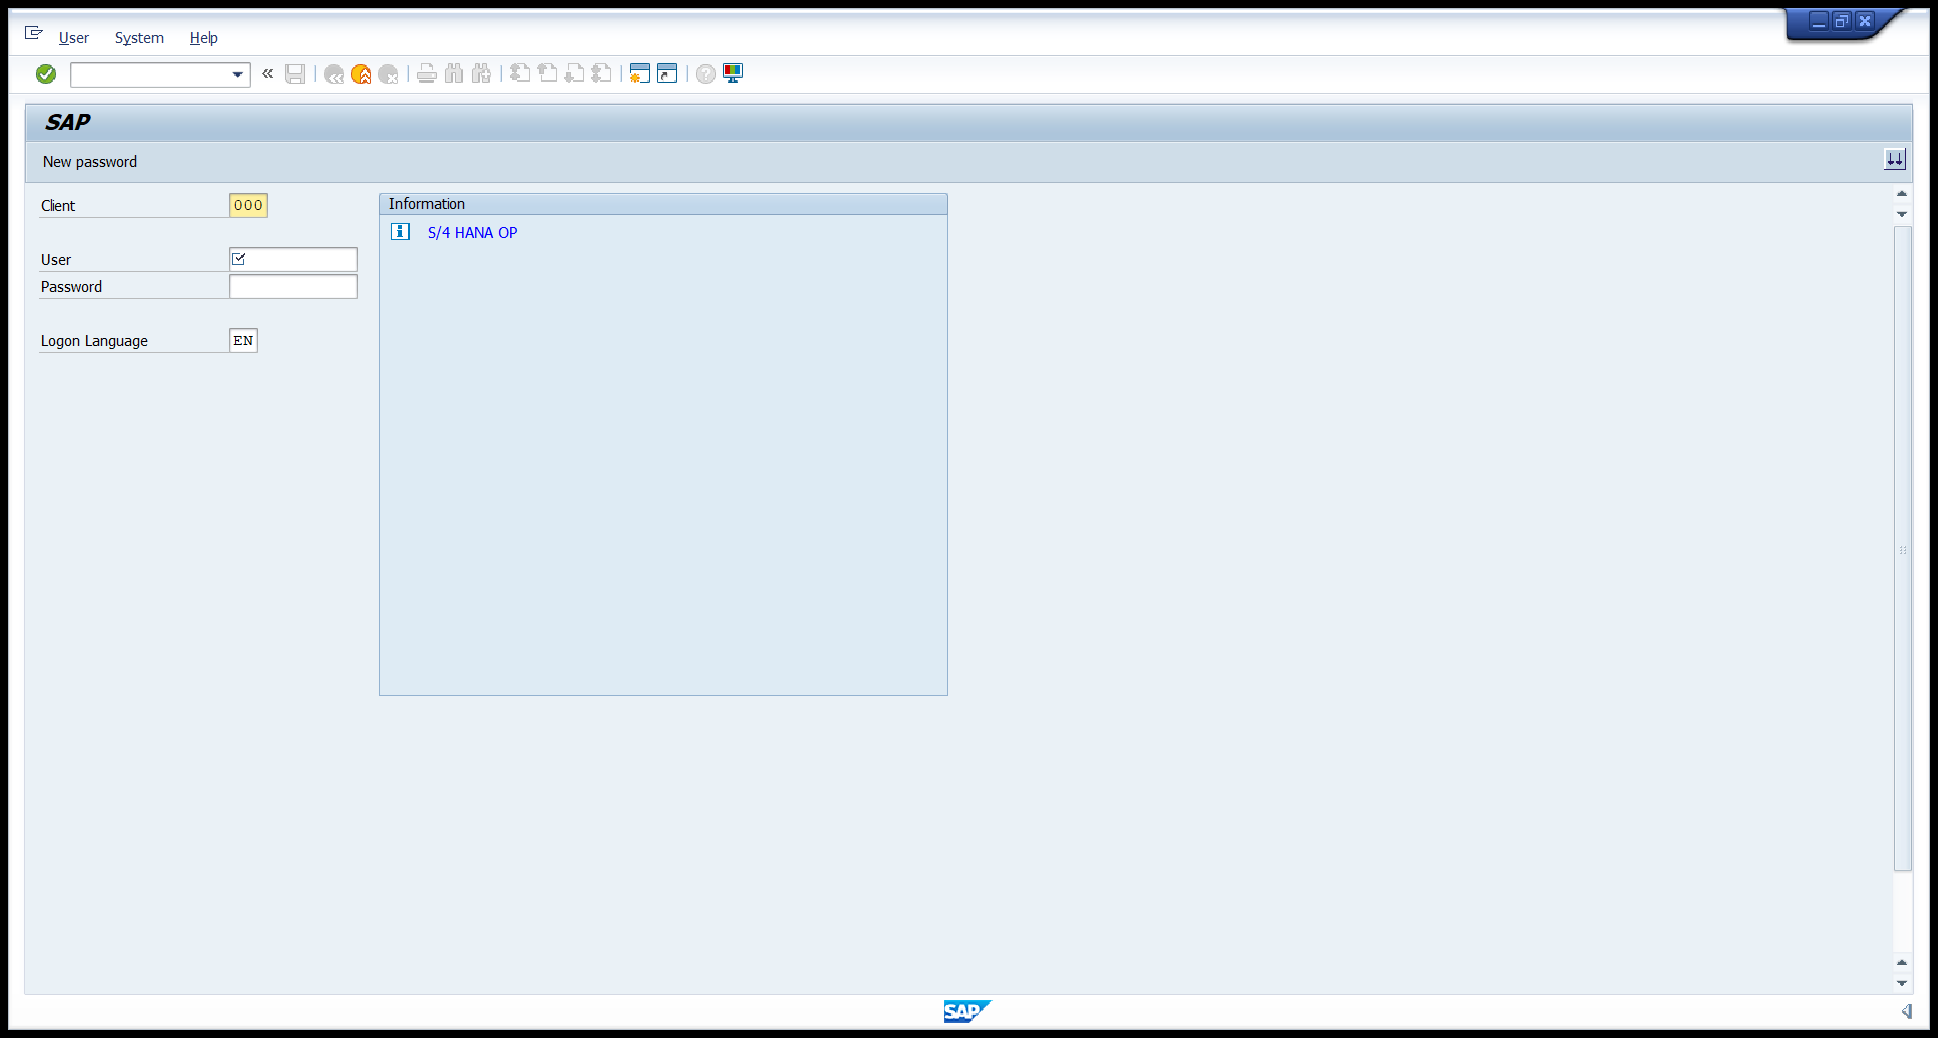 User System Help
SAP
New password
Client 000
User
Password
Logon Language EN
Information
S/4 HANA OP
SAP